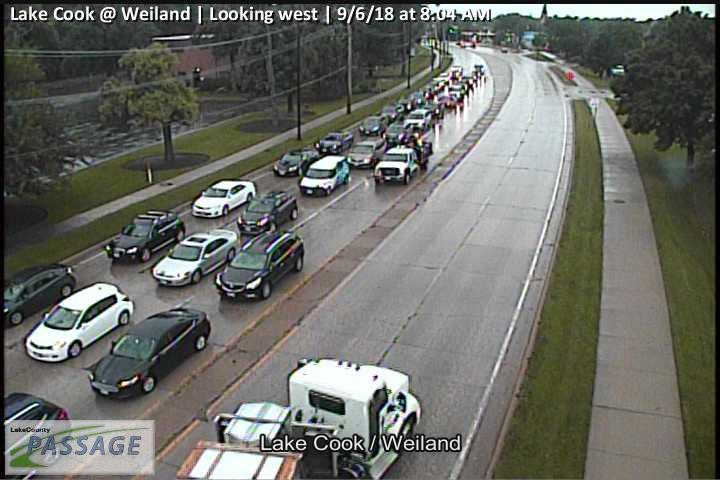 Lake Cook @ Weiland | Looking west | 9/6/18 at 8:04 AM
Lake Cook / Weiland
LakeCounty
PASSAGE